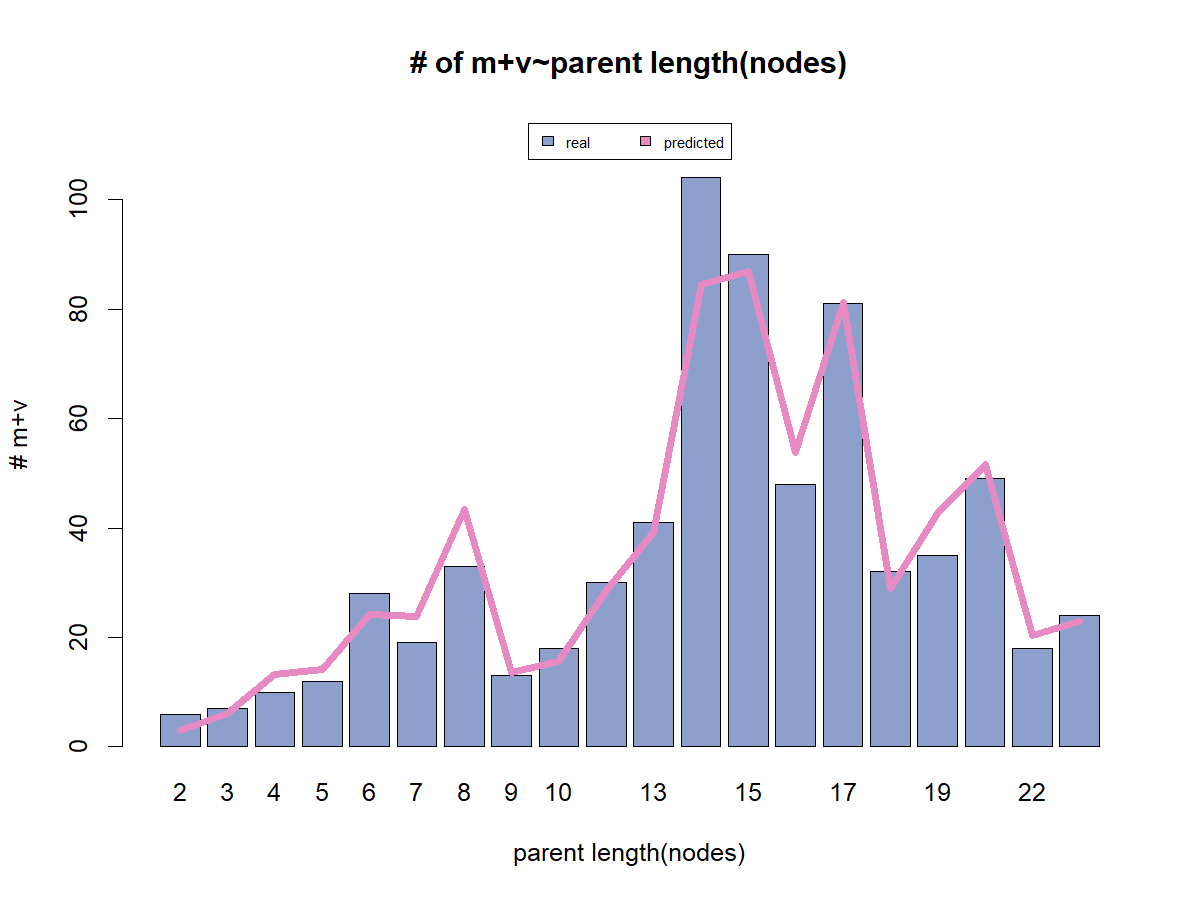 # of m+v~parent length(nodes)
real predicted
100
80
60
40
20
0
# m+v
2 3 4 5 6 7 8 9 10 13 15 17 19 22
parent length(nodes)